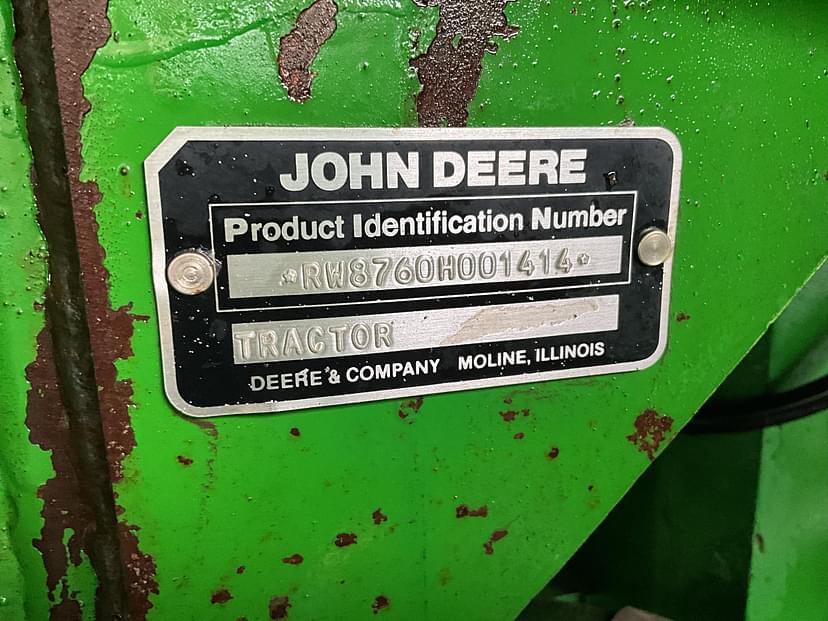 JOHN DEERE
Product Identification Number
*RW8760H001414*
TRACTOR
DEERE & COMPANY MOLINE, ILLINOIS